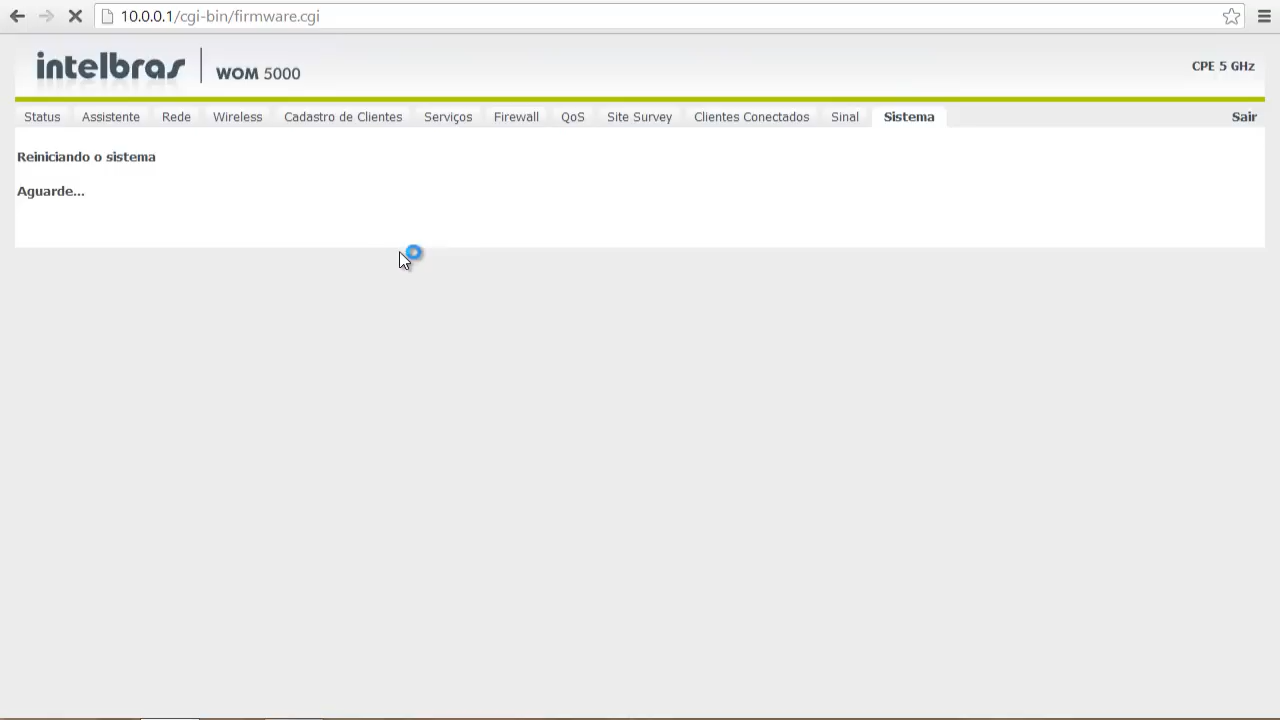 10.0.0.1/cgi-bin/firmware.cgi
intelbras WOM 5000 CPE 5 GHz
Status Assistente Rede Wireless Cadastro de Clientes Serviços Firewall QoS Site Survey Clientes Conectados Sinal Sistema Sair
Reiniciando o sistema
Aguarde...